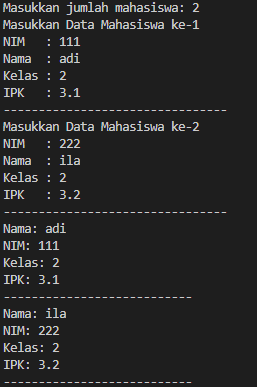 Masukkan jumlah mahasiswa: 2
Masukkan Data Mahasiswa ke-1
NIM   : 111
Nama  : adi
Kelas : 2
IPK   : 3.1
--------------------------------
Masukkan Data Mahasiswa ke-2
NIM   : 222
Nama  : ila
Kelas : 2
IPK   : 3.2
--------------------------------
Nama: adi
NIM: 111
Kelas: 2
IPK: 3.1
---------------------------
Nama: ila
NIM: 222
Kelas: 2
IPK: 3.2
---------------------------